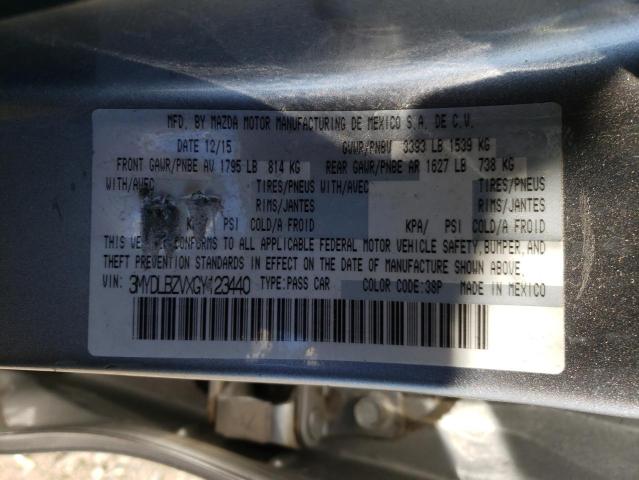 MFD. BY MAZDA MOTOR MANUFACTURING DE MEXICO S.A. DE C.V.
DATE 12/15 GVWR/PNBV 3393 LB 1539 KG
FRONT GAWR/PNBE AV 1795 LB 814 KG REAR GAWR/PNBE AR 1627 LB 738 KG
WITH/AVEC TIRES/PNEUS WITH/AVEC TIRES/PNEUS
RIMS/JANTES RIMS/JANTES
PSI COLD/A FROID KPA/ PSI COLD/A FROID
THIS CONFORMS TO ALL APPLICABLE FEDERAL MOTOR VEHICLE SAFETY, BUMPER, AND
THEFT PREVENTION STANDARDS IN EFFECT ON THE DATE OF MANUFACTURE SHOWN ABOVE.
VIN: 3MYDLBZVXGY123440 TYPE: PASS CAR COLOR CODE: 38P MADE IN MEXICO